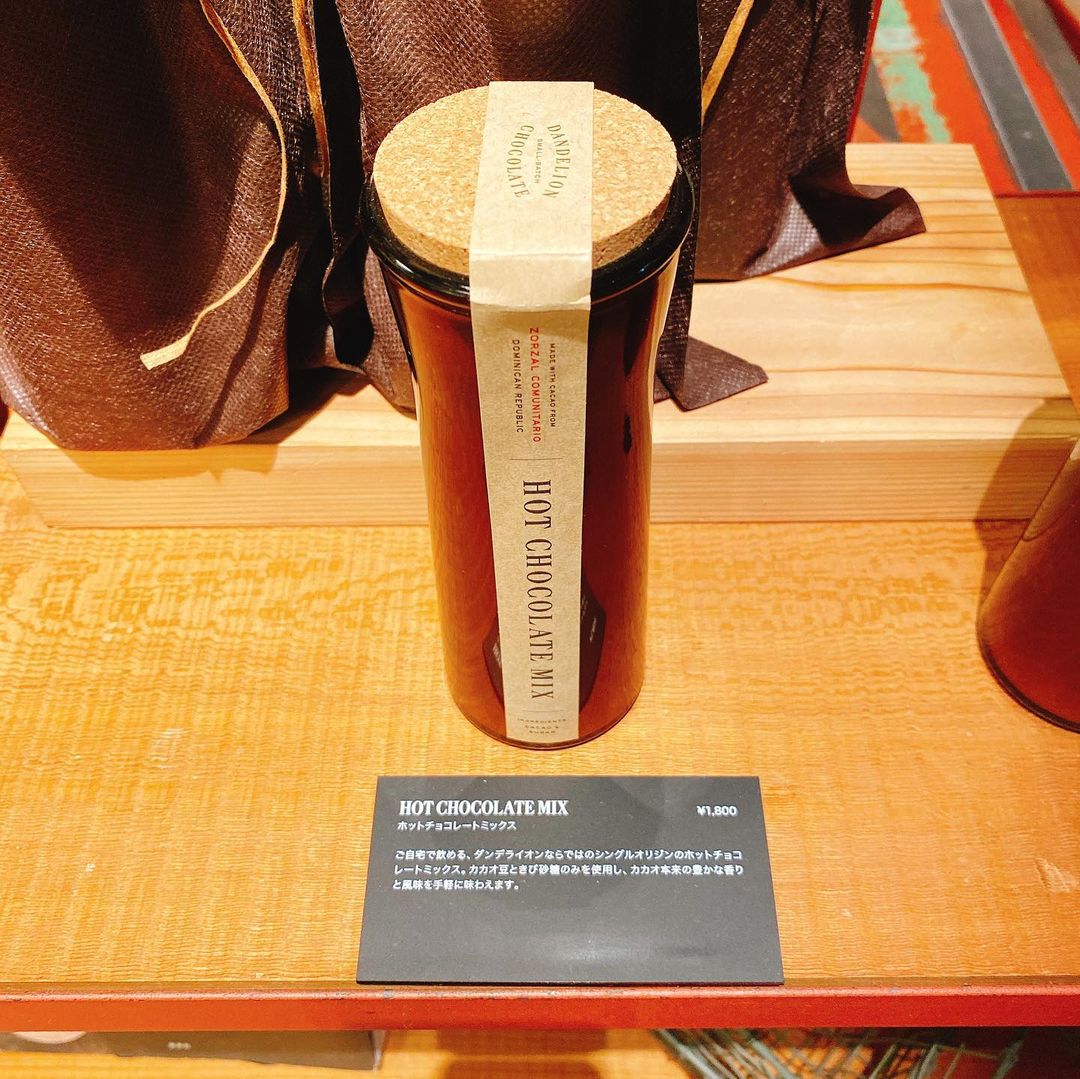 DANDELION
SMALL-BATCH
CHOCOLATE
MADE WITH CACAO FROM
ZORZAL COMUNITARIO
DOMINICAN REPUBLIC
HOT CHOCOLATE MIX
INGREDIENTS:
CACAO &
SUGAR
HOT CHOCOLATE MIX
¥1,800
ホットチョコレートミックス
ご自宅で飲める、ダンデライオンならではのシングルオリジンのホットチョコ
レートミックス。カカオ豆ときび砂糖のみを使用し、カカオ本来の豊かな香り
と風味を手軽に味わえます。